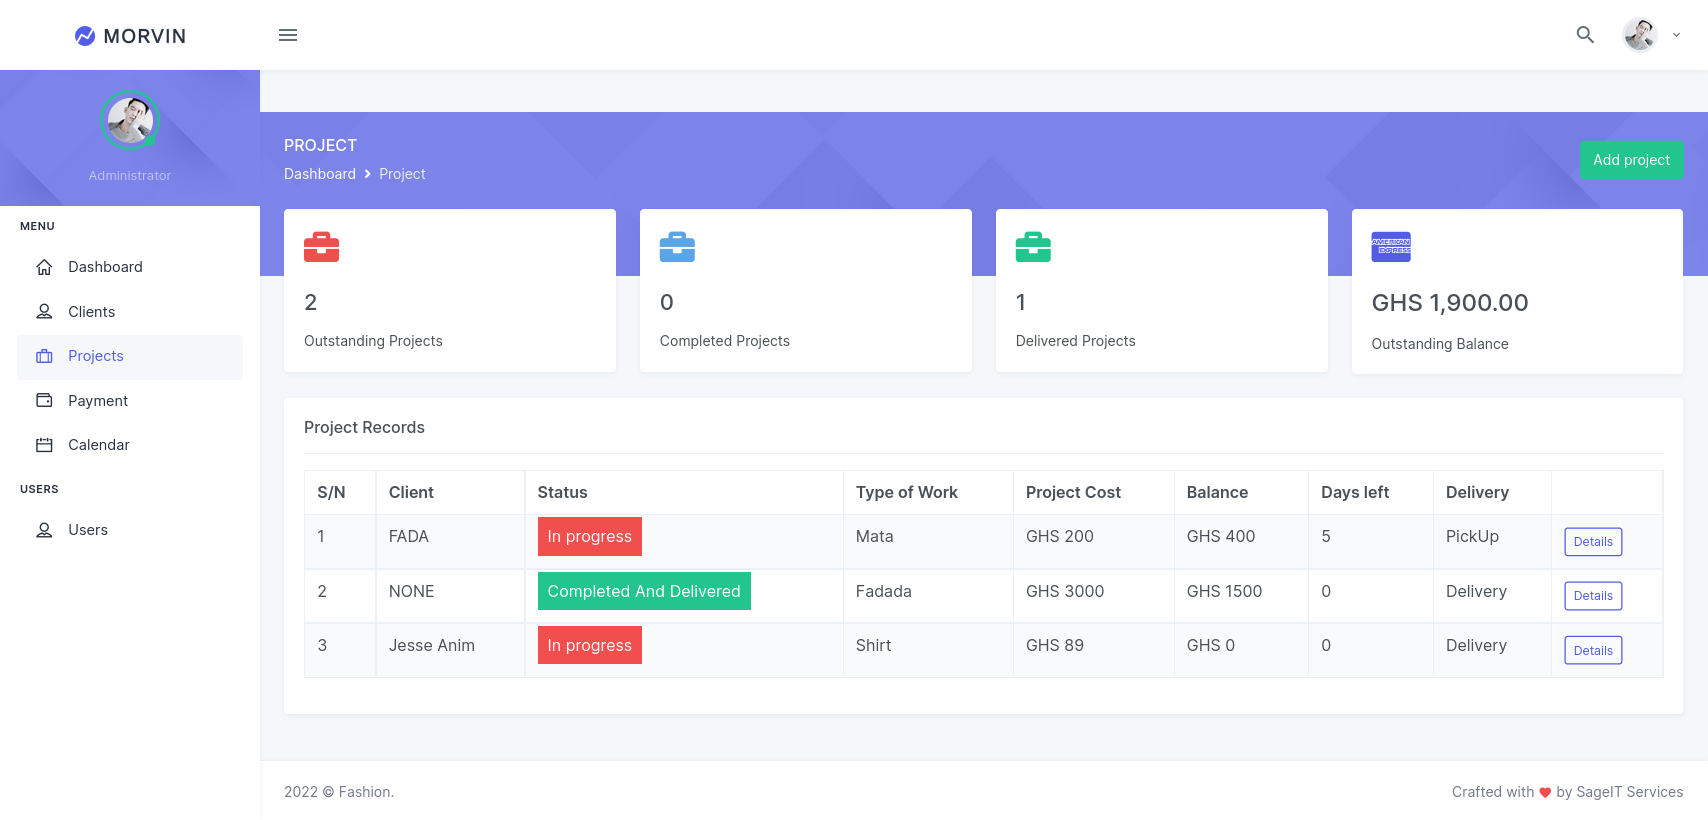 MORVIN
Administrator
MENU
Dashboard
Clients
Projects
Payment
Calendar
USERS
Users
PROJECT
Dashboard > Project
Add project
2
Outstanding Projects
0
Completed Projects
1
Delivered Projects
AMERICAN
EXPRESS
GHS 1,900.00
Outstanding Balance
Project Records
S/N Client Status Type of Work Project Cost Balance Days left Delivery
1 FADA In progress Mata GHS 200 GHS 400 5 PickUp Details
2 NONE Completed And Delivered Fadada GHS 3000 GHS 1500 0 Delivery Details
3 Jesse Anim In progress Shirt GHS 89 GHS 0 0 Delivery Details
2022 © Fashion.
Crafted with ❤ by SageIT Services